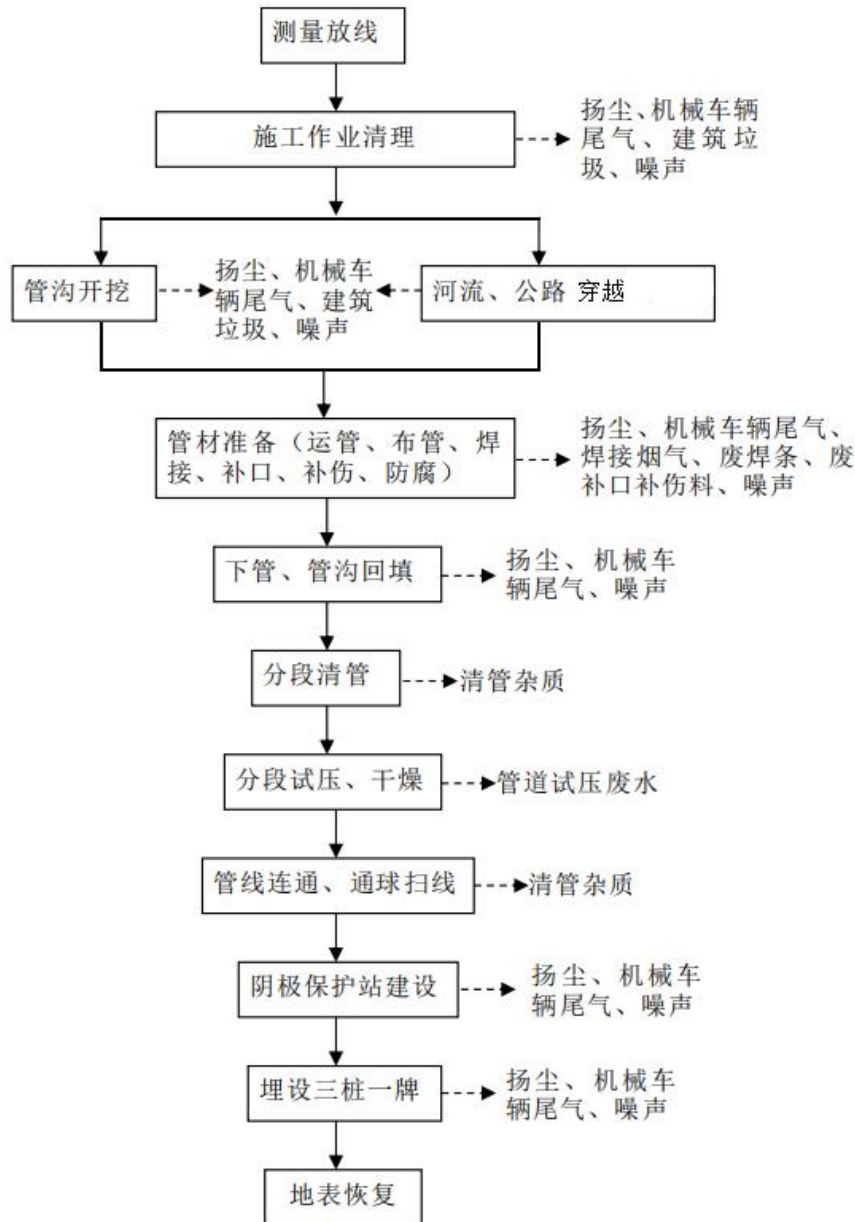 测量放线
施工作业清理
扬尘、机械车辆
尾气、建筑垃
圾、噪声
管沟开挖
扬尘、机械车
辆尾气、建筑
垃圾、噪声
河流、公路 穿越
管材准备（运管、布管、焊
接、补口、补伤、防腐）
扬尘、机械车辆尾气、
焊接烟气、废焊条、废
补口补伤料、噪声
下管、管沟回填
扬尘、机械车
辆尾气、噪声
分段清管
清管杂质
分段试压、干燥
管道试压废水
管线连通、通球扫线
清管杂质
阴极保护站建设
扬尘、机械车
辆尾气、噪声
埋设三桩一牌
扬尘、机械车
辆尾气、噪声
地表恢复